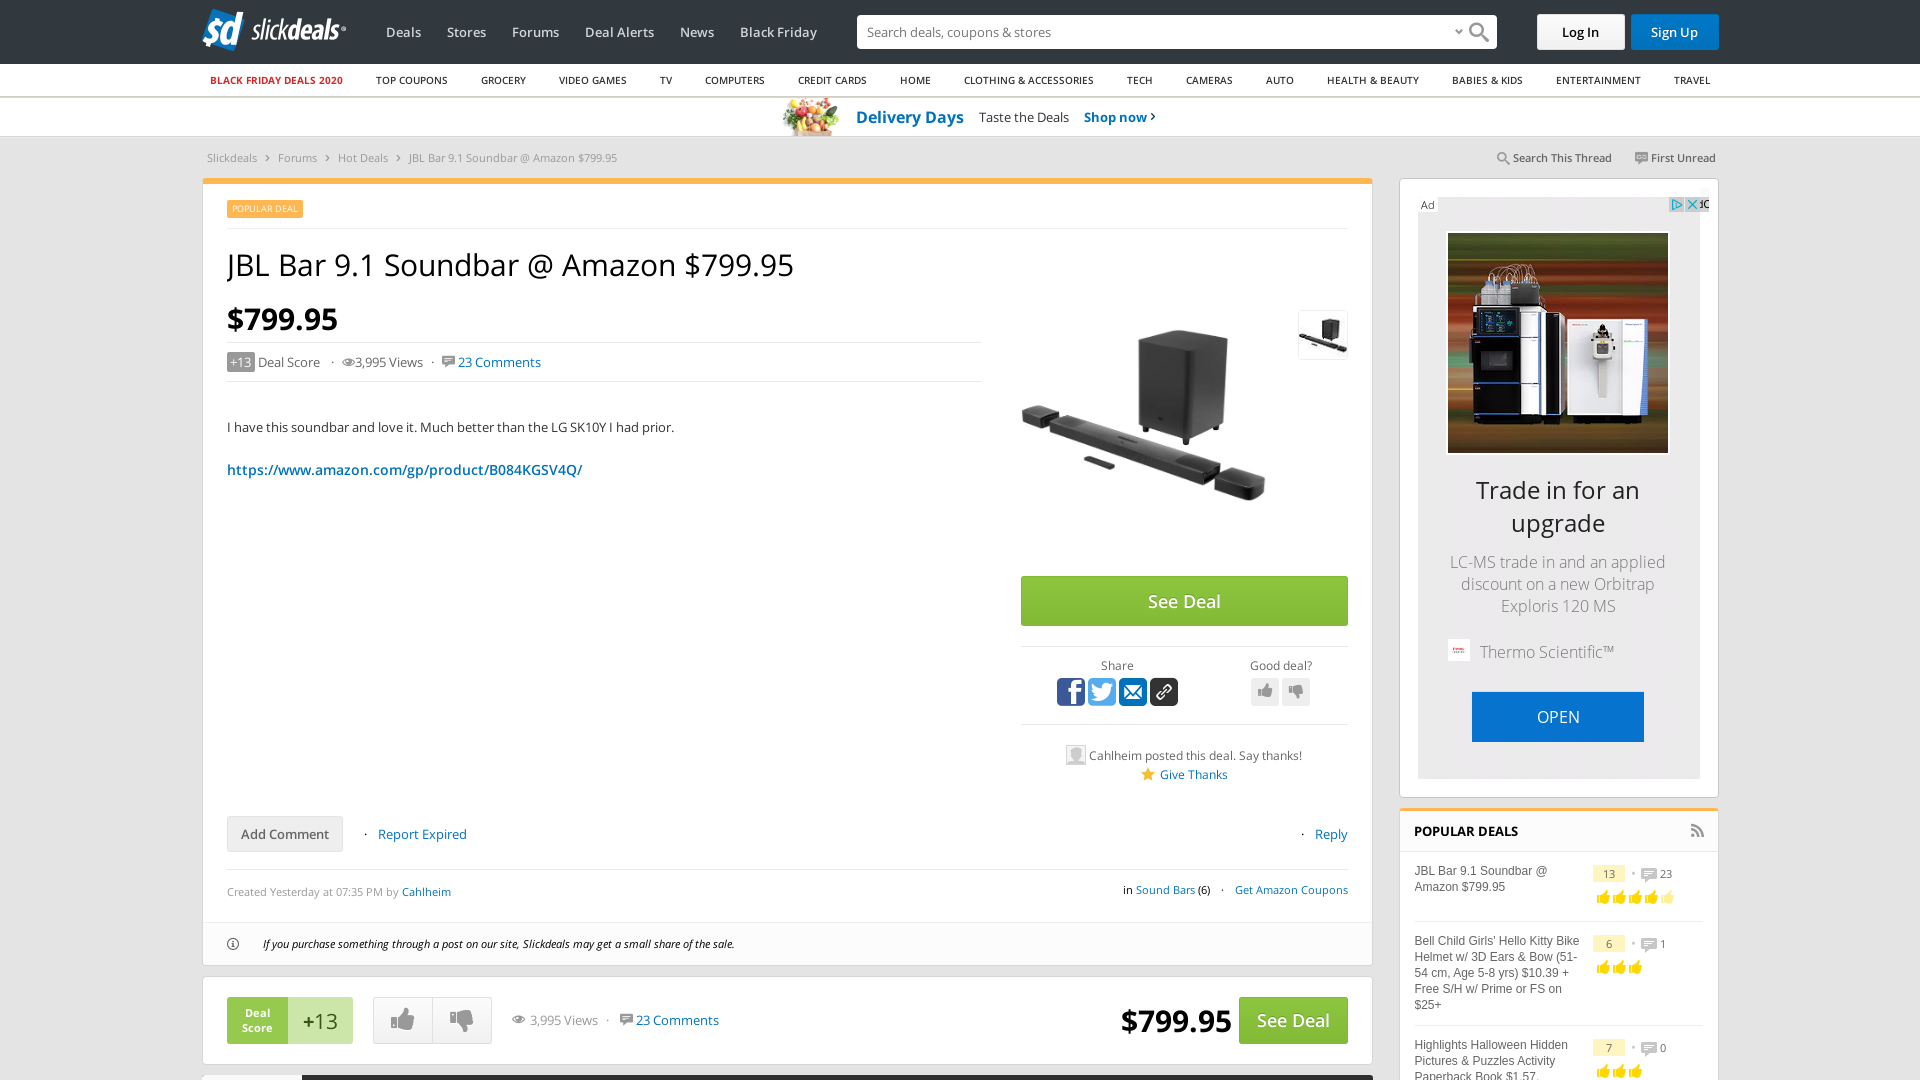 slickdeals
Deals
Stores
Forums
Deal Alerts
News
Black Friday
Search deals, coupons & stores
Log In
Sign Up
BLACK FRIDAY DEALS 2020
TOP COUPONS
GROCERY
VIDEO GAMES
TV
COMPUTERS
CREDIT CARDS
HOME
CLOTHING & ACCESSORIES
TECH
CAMERAS
AUTO
HEALTH & BEAUTY
BABIES & KIDS
ENTERTAINMENT
TRAVEL
Delivery Days Taste the Deals Shop now
Slickdeals > Forums > Hot Deals > JBL Bar 9.1 Soundbar @ Amazon $799.95
Search This Thread
First Unread
POPULAR DEAL
JBL Bar 9.1 Soundbar @ Amazon $799.95
$799.95
+13 Deal Score · 3,995 Views · 23 Comments
I have this soundbar and love it. Much better than the LG SK10Y I had prior.
https://www.amazon.com/gp/product/B084KGSV4Q/
See Deal
Share
Good deal?
Cahlheim posted this deal. Say thanks!
Give Thanks
Add Comment
· Report Expired
· Reply
Created Yesterday at 07:35 PM by Cahlheim
in Sound Bars (6) · Get Amazon Coupons
If you purchase something through a post on our site, Slickdeals may get a small share of the sale.
Deal
Score
+13
3,995 Views · 23 Comments
$799.95
See Deal
Ad
Trade in for an
upgrade
LC-MS trade in and an applied
discount on a new Orbitrap
Exploris 120 MS
Thermo Scientific™
OPEN
POPULAR DEALS
JBL Bar 9.1 Soundbar @
Amazon $799.95
13 • 23
Bell Child Girls' Hello Kitty Bike
Helmet w/ 3D Ears & Bow (51-
54 cm, Age 5-8 yrs) $10.39 +
Free S/H w/ Prime or FS on
$25+
6 • 1
Highlights Halloween Hidden
Pictures & Puzzles Activity
Paperback Book $1.57,
7 • 0